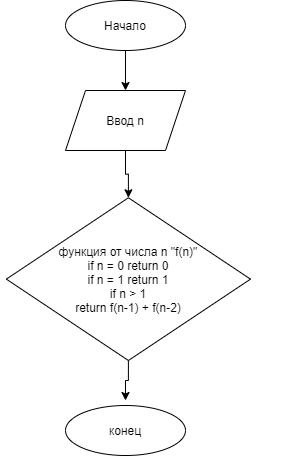 Начало
Ввод n
функция от числа n "f(n)"
if n = 0 return 0
if n = 1 return 1
if n > 1
return f(n-1) + f(n-2)
конец